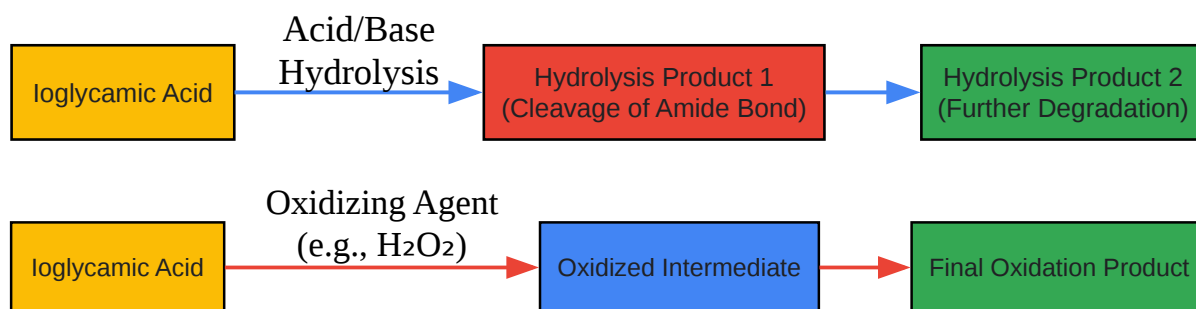 Acid/Base
Hydrolysis
Ioglycamic Acid
Hydrolysis Product 1
(Cleavage of Amide Bond)
Hydrolysis Product 2
(Further Degradation)
Oxidizing Agent
(e.g., H₂O₂)
Ioglycamic Acid
Oxidized Intermediate
Final Oxidation Product